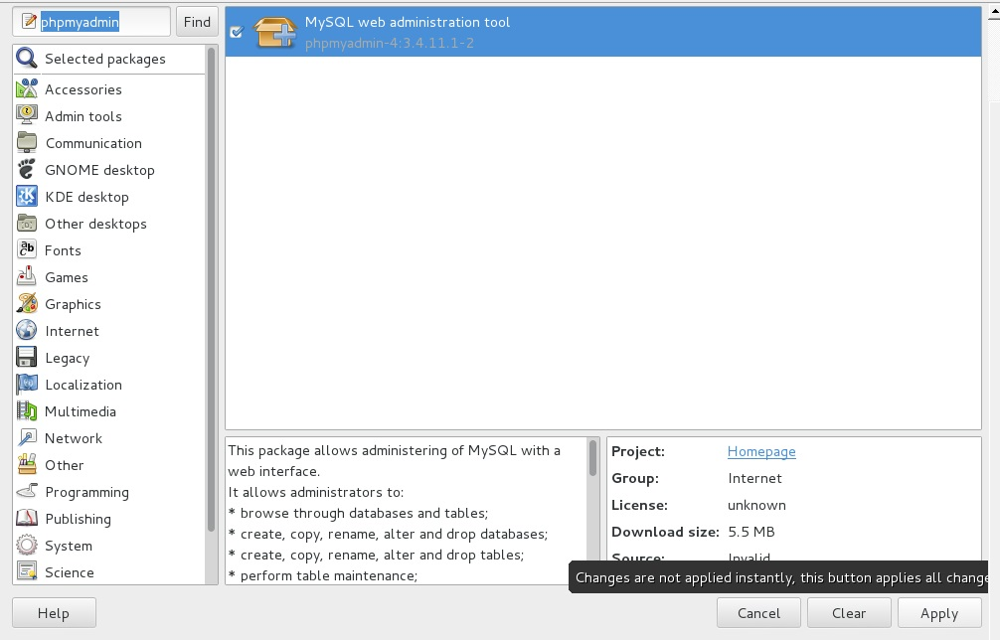 phpmyadmin
Find
Selected packages
Accessories
Admin tools
Communication
GNOME desktop
KDE desktop
Other desktops
Fonts
Games
Graphics
Internet
Legacy
Localization
Multimedia
Network
Other
Programming
Publishing
System
Science
MySQL web administration tool
phpmyadmin-4:3.4.11.1-2
This package allows administering of MySQL with a
web interface.
It allows administrators to:
* browse through databases and tables;
* create, copy, rename, alter and drop databases;
* create, copy, rename, alter and drop tables;
* perform table maintenance;
Project: Homepage
Group: Internet
License: unknown
Download size: 5.5 MB
Source: Invalid
Changes are not applied instantly, this button applies all change
Help
Cancel
Clear
Apply